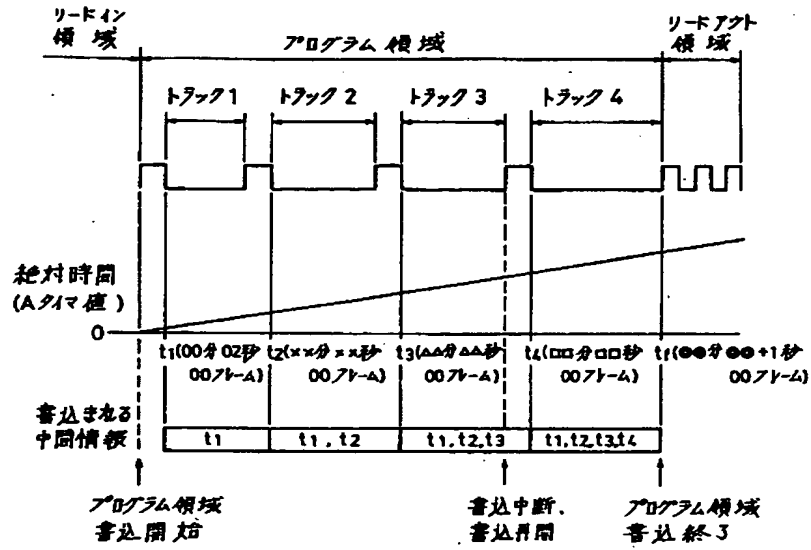 リードイン
領域
プログラム領域
リードアウト
領域
トラック1
トラック2
トラック3
トラック4
絶対時間
(Aタイマ値)
0
t1(00分02秒
00フレーム)
t2(××分××秒
00フレーム)
t3(△△分△△秒
00フレーム)
t4(□□分□□秒
00フレーム)
tf(◎◎分◎◎+1秒
00フレーム)
書込される
中間情報
t1
t1,t2
t1,t2,t3
t1,t2,t3,t4
プログラム領域
書込開始
書込中断、
書込再開
プログラム領域
書込終了